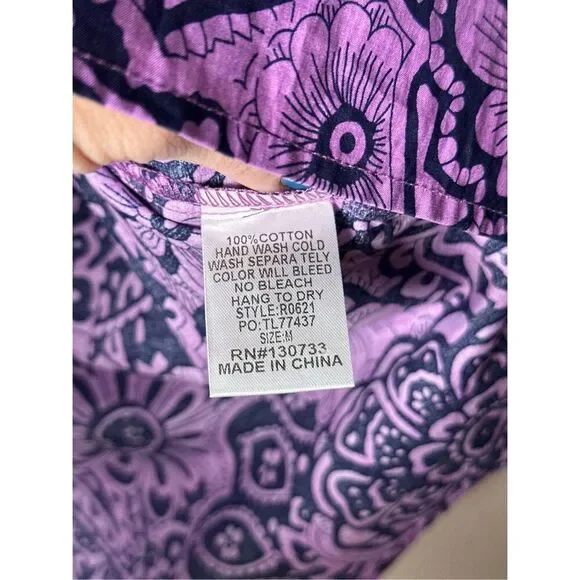 100%COTTON
HAND WASH COLD
WASH SEPARA TELY
COLOR WILL BLEED
NO BLEACH
HANG TO DRY
STYLE:R0621
PO:TL77437
SIZE:M
RN#130733
MADE IN CHINA